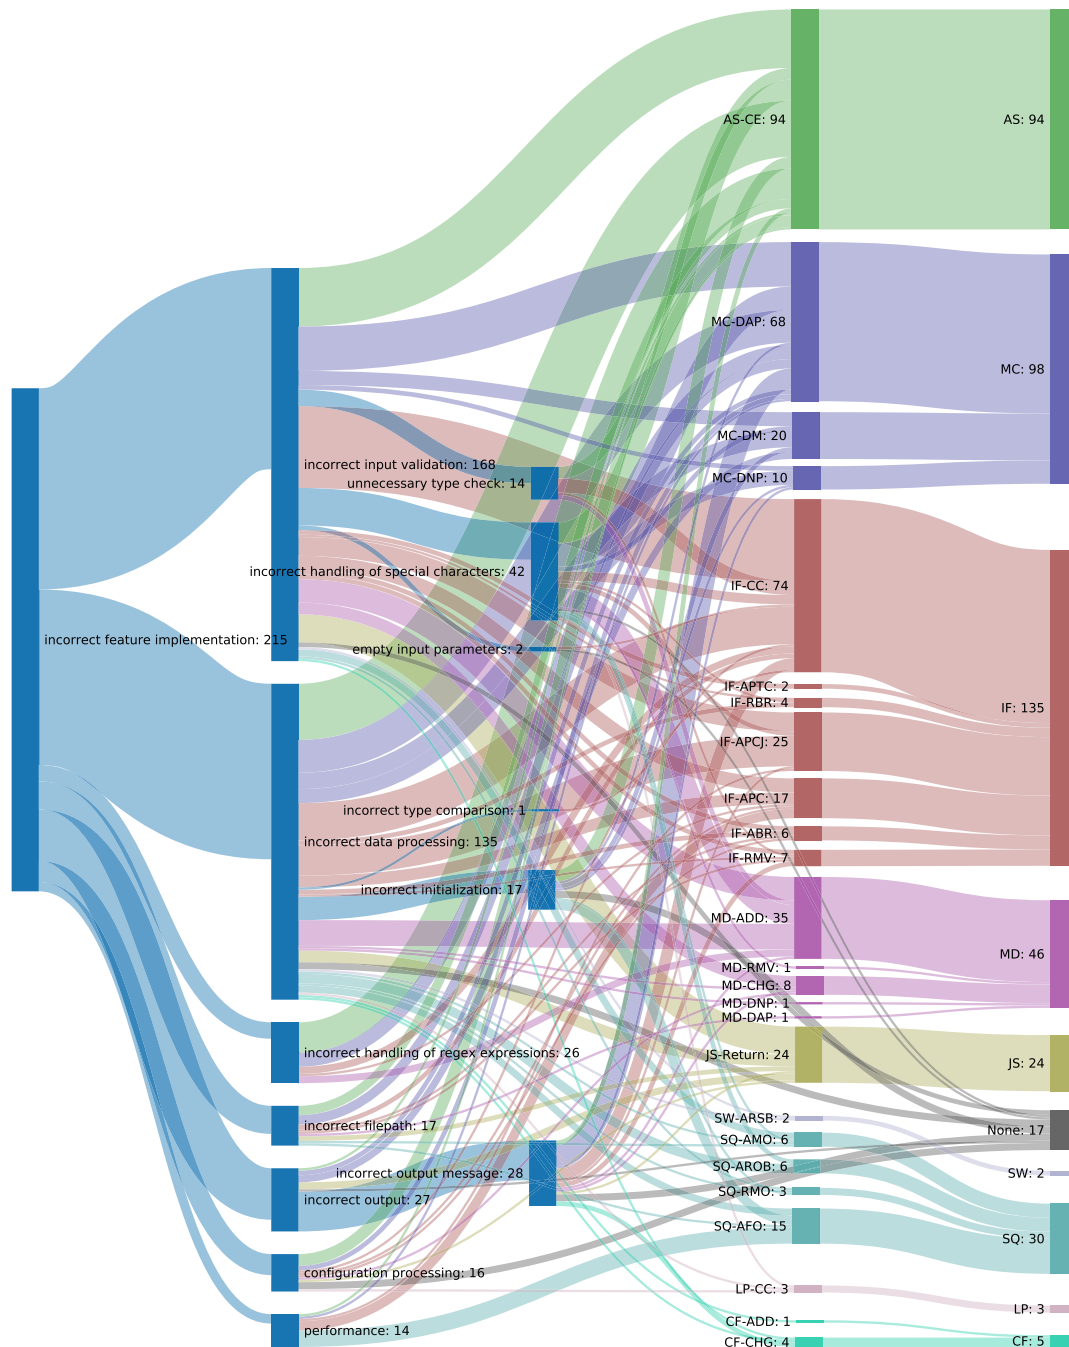 incorrect feature implementation: 215
incorrect input validation: 168
incorrect data processing: 135
incorrect handling of regex expressions: 26
incorrect filepath: 17
incorrect output: 27
configuration processing: 16
performance: 14
unnecessary type check: 14
incorrect handling of special characters: 42
empty input parameters: 2
incorrect type comparison: 1
incorrect initialization: 17
incorrect output message: 28
AS-CE: 94
MC-DAP: 68
MC-DM: 20
MC-DNP: 10
IF-CC: 74
IF-APTC: 2
IF-RBR: 4
IF-APCJ: 25
IF-APC: 17
IF-ABR: 6
IF-RMV: 7
MD-ADD: 35
MD-RMV: 1
MD-CHG: 8
MD-DNP: 1
MD-DAP: 1
JS-Return: 24
SW-ARSB: 2
SQ-AMO: 6
SQ-AROB: 6
SQ-RMO: 3
SQ-AFO: 15
LP-CC: 3
CF-ADD: 1
CF-CHG: 4
AS: 94
MC: 98
IF: 135
MD: 46
JS: 24
None: 17
SW: 2
SQ: 30
LP: 3
CF: 5